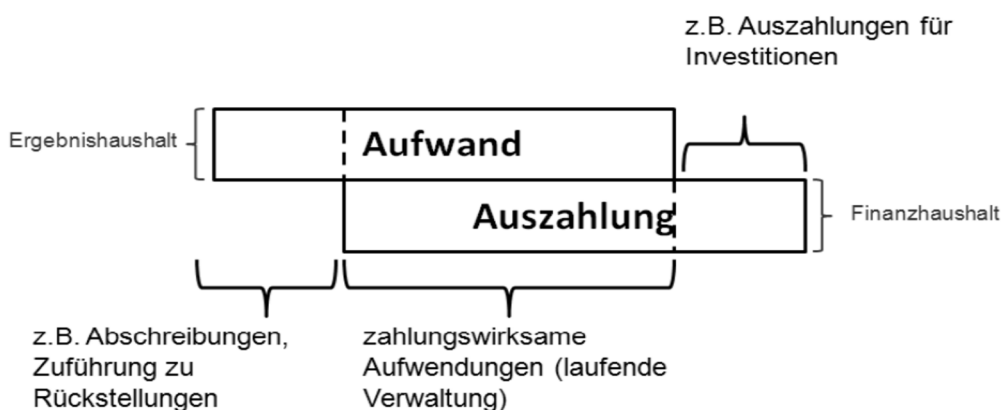 z.B. Auszahlungen für
Investitionen
Ergebnishaushalt
Aufwand
Auszahlung
Finanzhaushalt
z.B. Abschreibungen,
Zuführung zu
Rückstellungen
zahlungswirksame
Aufwendungen (laufende
Verwaltung)